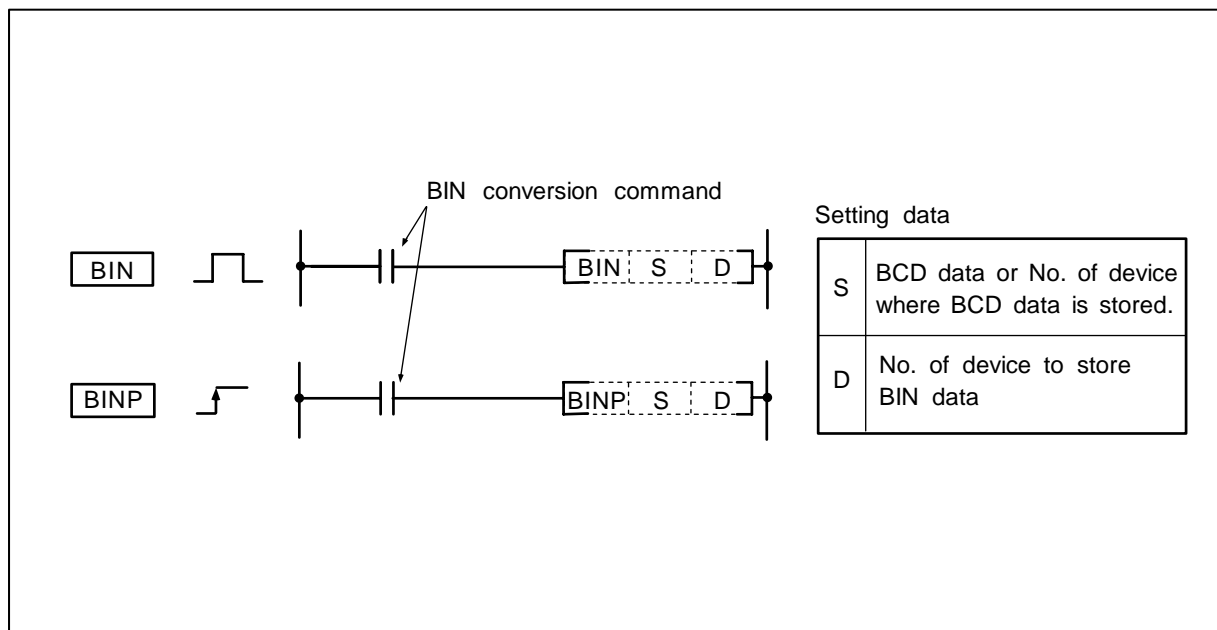 BIN conversion command
BIN
BIN S D
BINP
BINP S D
Setting data
S
BCD data or No. of device
where BCD data is stored.
D
No. of device to store
BIN data